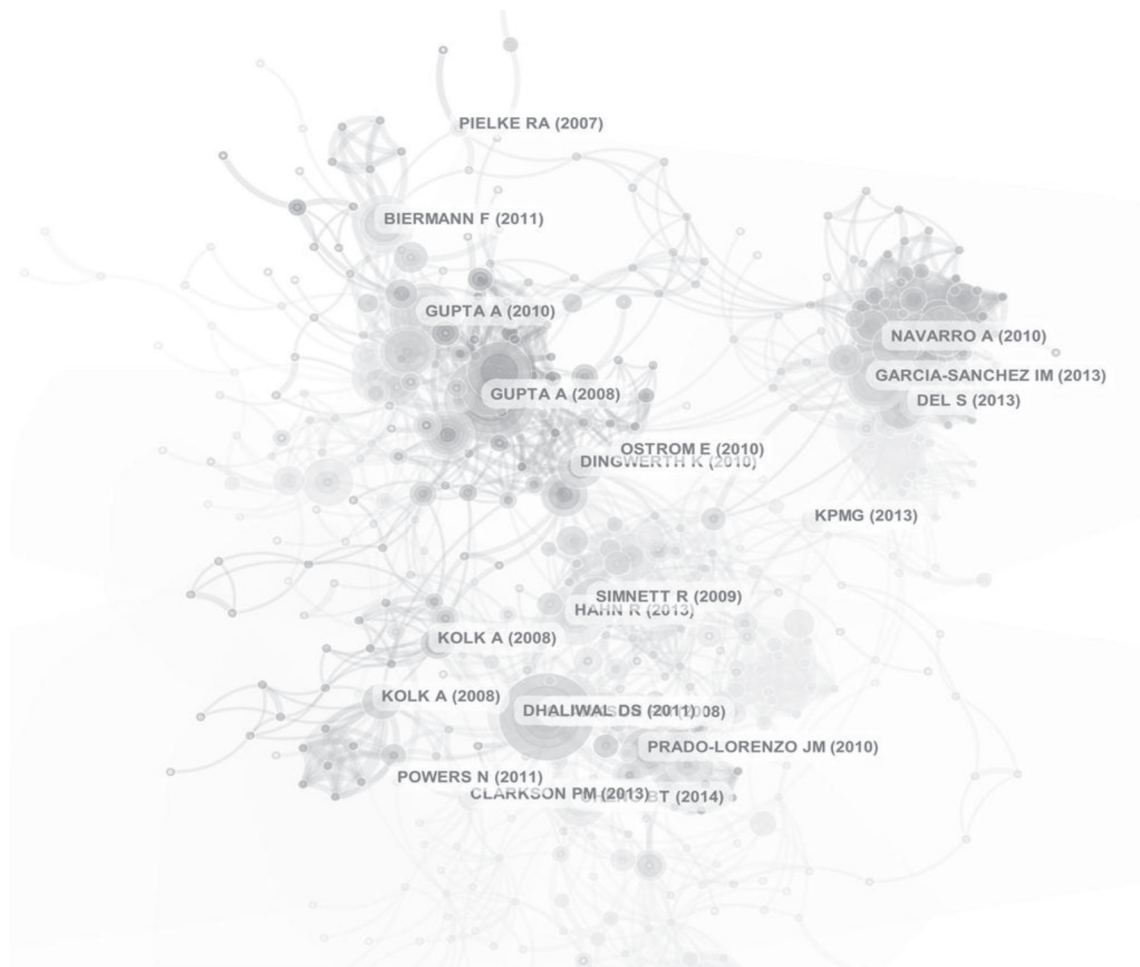 PIELKE RA (2007)
BIERMANN F (2011)
GUPTA A (2010)
NAVARRO A (2010)
GARCIA-SANCHEZ IM (2013)
GUPTA A (2008)
DEL S (2013)
OSTROM E (2010)
DINGWERTH K (2010)
KPMG (2013)
SIMNETT R (2009)
HAHN R (2013)
KOLK A (2008)
KOLK A (2008)
DHALIWAL DS (2011)
PRADO-LORENZO JM (2010)
POWERS N (2011)
CLARKSON PM (2013)
BT (2014)